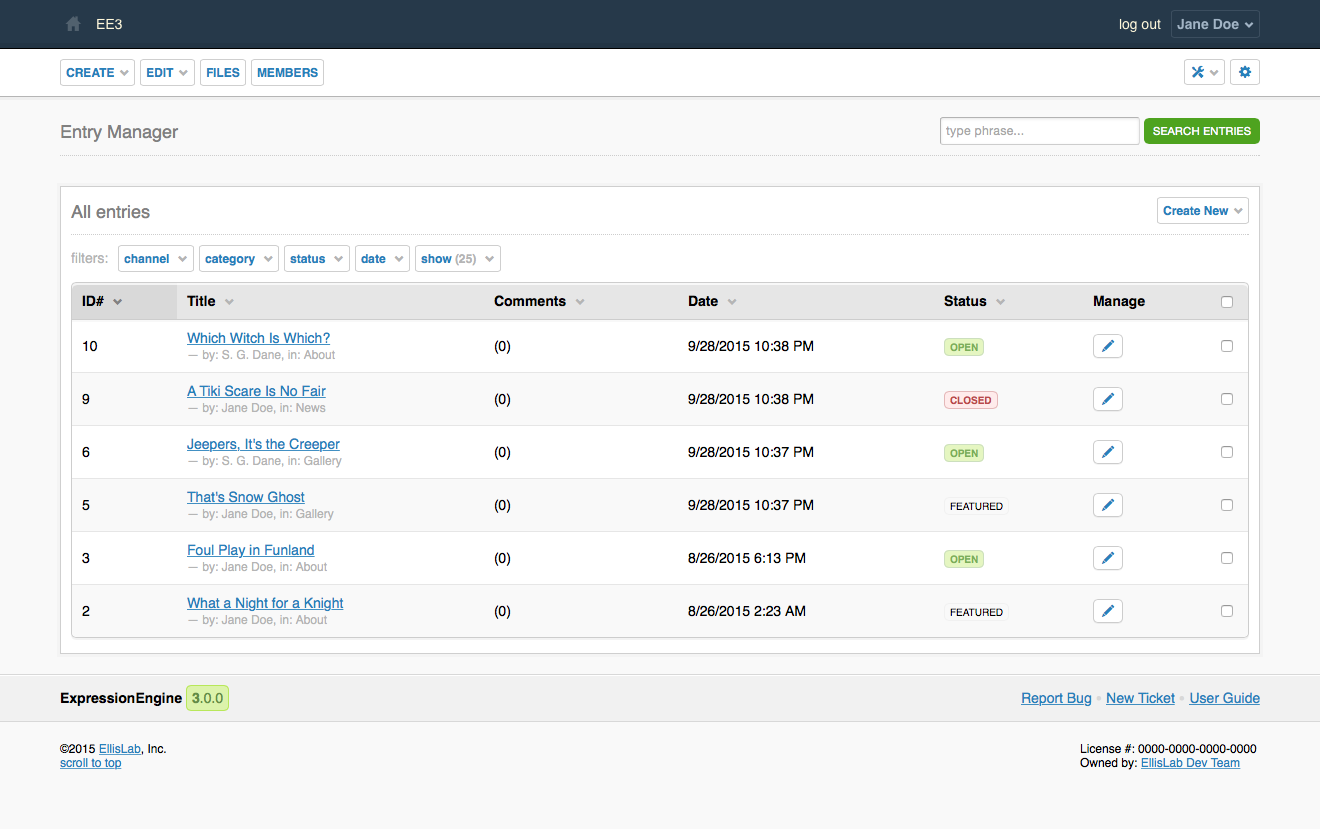 EE3 log out Jane Doe
CREATE EDIT FILES MEMBERS
Entry Manager type phrase... SEARCH ENTRIES
All entries Create New
filters: channel category status date show (25)
ID# Title Comments Date Status Manage
10 Which Witch Is Which? (0) 9/28/2015 10:38 PM OPEN
— by: S. G. Dane, in: About
9 A Tiki Scare Is No Fair (0) 9/28/2015 10:38 PM CLOSED
— by: Jane Doe, in: News
6 Jeepers, It's the Creeper (0) 9/28/2015 10:37 PM OPEN
— by: S. G. Dane, in: Gallery
5 That's Snow Ghost (0) 9/28/2015 10:37 PM FEATURED
— by: Jane Doe, in: Gallery
3 Foul Play in Funland (0) 8/26/2015 6:13 PM OPEN
— by: Jane Doe, in: About
2 What a Night for a Knight (0) 8/26/2015 2:23 AM FEATURED
— by: Jane Doe, in: About
ExpressionEngine 3.0.0 Report Bug • New Ticket • User Guide
©2015 EllisLab, Inc. License #: 0000-0000-0000-0000
scroll to top Owned by: EllisLab Dev Team